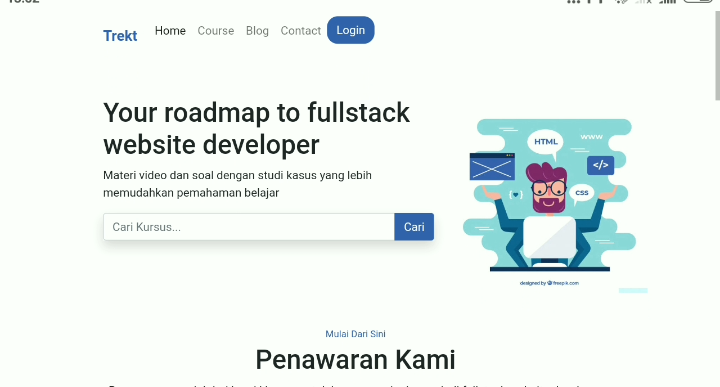 Trekt
Home Course Blog Contact Login
Your roadmap to fullstack
website developer
Materi video dan soal dengan studi kasus yang lebih
memudahkan pemahaman belajar
Cari Kursus... Cari
HTML
www
</>
{♥}
CSS
designed by freepik.com
Mulai Dari Sini
Penawaran Kami